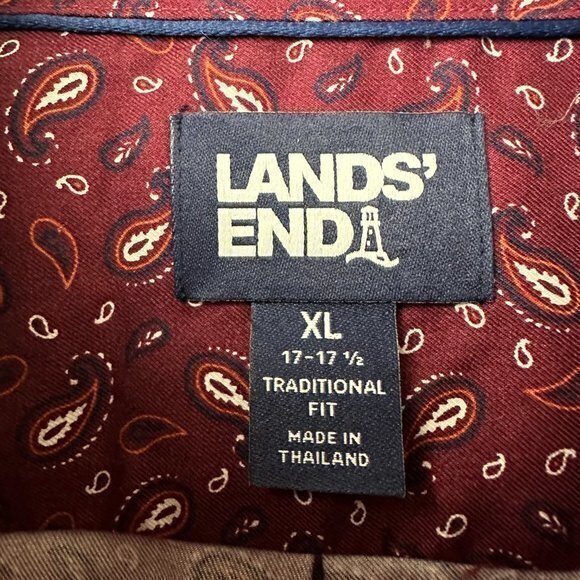 LANDS'
END
XL
17-17 ½
TRADITIONAL
FIT
MADE IN
THAILAND